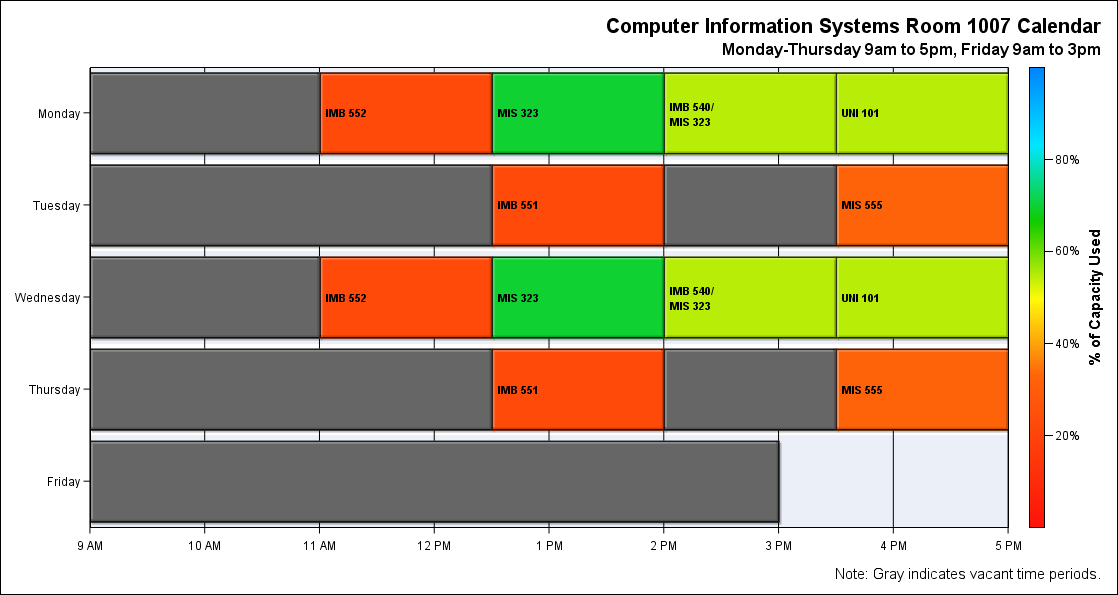 Computer Information Systems Room 1007 Calendar
Monday-Thursday 9am to 5pm, Friday 9am to 3pm
Monday
IMB 552
MIS 323
IMB 540/
MIS 323
UNI 101
Tuesday
IMB 551
MIS 555
Wednesday
IMB 552
MIS 323
IMB 540/
MIS 323
UNI 101
Thursday
IMB 551
MIS 555
Friday
9 AM
10 AM
11 AM
12 PM
1 PM
2 PM
3 PM
4 PM
5 PM
80%
60%
40%
20%
% of Capacity Used
Note: Gray indicates vacant time periods.